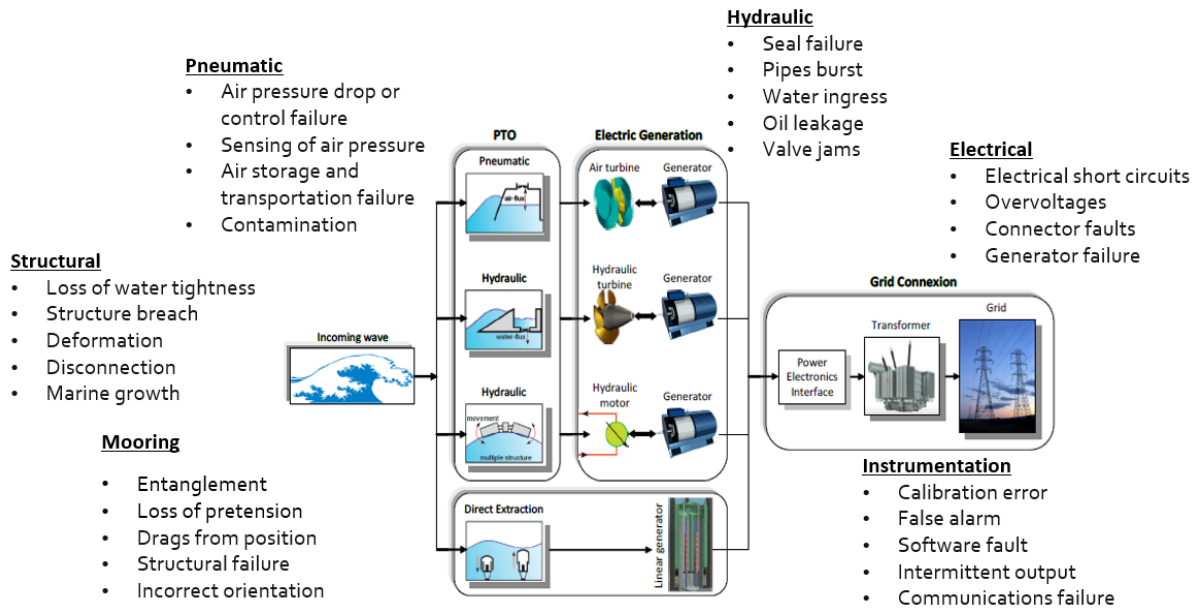 Hydraulic
• Seal failure
• Pipes burst
• Water ingress
• Oil leakage
• Valve jams
Pneumatic
• Air pressure drop or
control failure
• Sensing of air pressure
• Air storage and
transportation failure
• Contamination
Electrical
• Electrical short circuits
• Overvoltages
• Connector faults
• Generator failure
Structural
• Loss of water tightness
• Structure breach
• Deformation
• Disconnection
• Marine growth
Mooring
• Entanglement
• Loss of pretension
• Drags from position
• Structural failure
• Incorrect orientation
Incoming wave
PTO
Pneumatic
air-flux
Hydraulic
water-flux
Hydraulic
movement
multiple structure
Electric Generation
Air turbine
Generator
Hydraulic
turbine
Generator
Hydraulic
motor
Generator
Direct Extraction
Linear generator
Grid Connexion
Power
Electronics
Interface
Transformer
Grid
Instrumentation
• Calibration error
• False alarm
• Software fault
• Intermittent output
• Communications failure